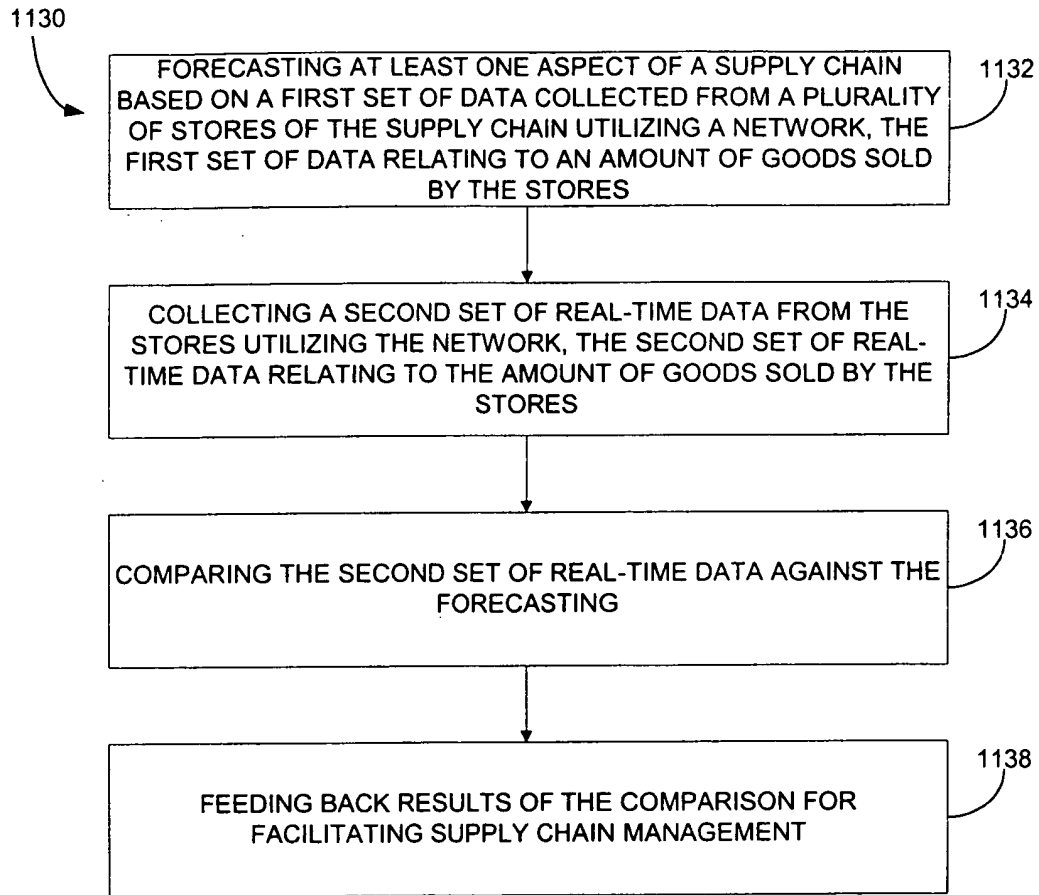 1130
FORECASTING AT LEAST ONE ASPECT OF A SUPPLY CHAIN
BASED ON A FIRST SET OF DATA COLLECTED FROM A PLURALITY
OF STORES OF THE SUPPLY CHAIN UTILIZING A NETWORK, THE
FIRST SET OF DATA RELATING TO AN AMOUNT OF GOODS SOLD
BY THE STORES
1132
COLLECTING A SECOND SET OF REAL-TIME DATA FROM THE
STORES UTILIZING THE NETWORK, THE SECOND SET OF REAL-
TIME DATA RELATING TO THE AMOUNT OF GOODS SOLD BY THE
STORES
1134
COMPARING THE SECOND SET OF REAL-TIME DATA AGAINST THE
FORECASTING
1136
FEEDING BACK RESULTS OF THE COMPARISON FOR
FACILITATING SUPPLY CHAIN MANAGEMENT
1138